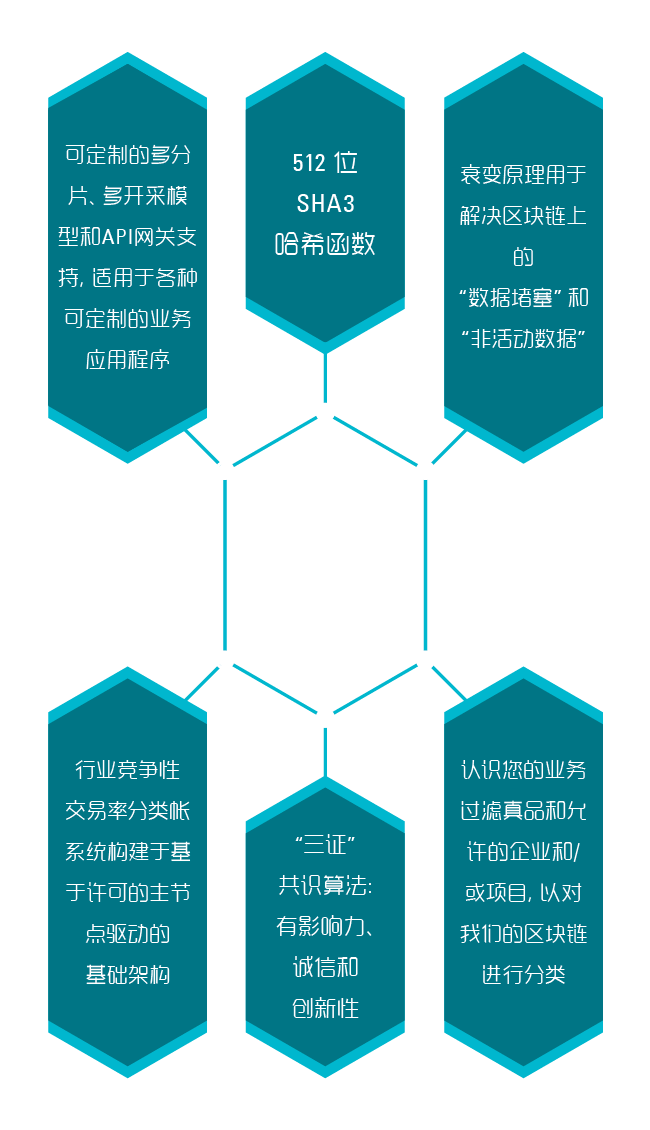 可定制的多分
片、多开采模
型和API网关支
持, 适用于各种
可定制的业务
应用程序
512 位
SHA3
哈希函数
衰变原理用于
解决区块链上
的
“数据堵塞” 和
“非活动数据”
行业竞争性
交易率分类帐
系统构建于基
于许可的主节
点驱动的
基础架构
“三证”
共识算法:
有影响力、
诚信和
创新性
认识您的业务
过滤真品和允
许的企业和/
或项目, 以对
我们的区块链
进行分类